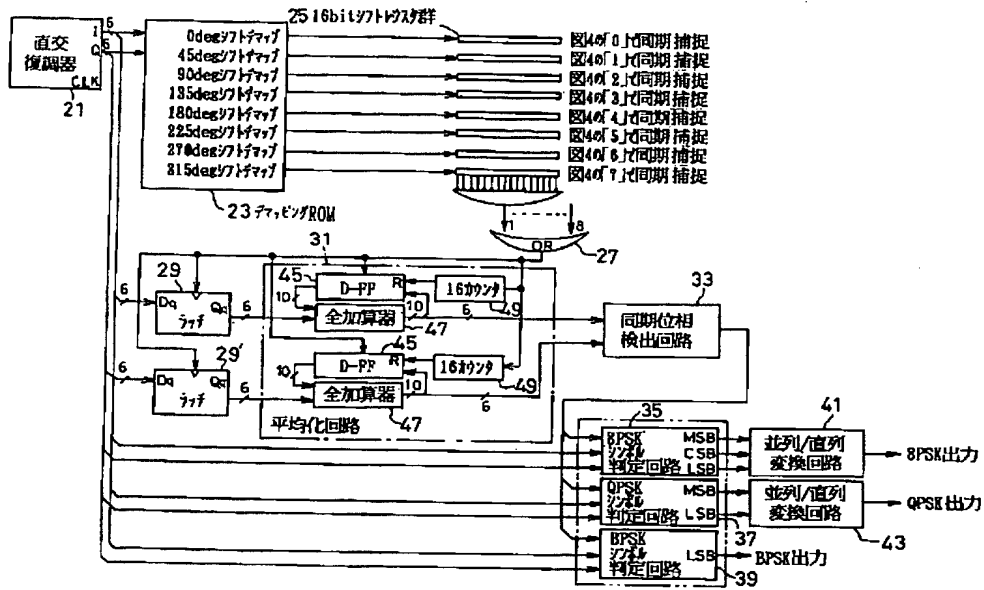 25 16bitシフトレジスタ群
直交
復調器
I
Q
CLK
21
6
6
0degシフトデマップ
45degシフトデマップ
90degシフトデマップ
135degシフトデマップ
180degシフトデマップ
225degシフトデマップ
270degシフトデマップ
315degシフトデマップ
23 デマッピングROM
図4の「0」で同期捕捉
図4の「1」で同期捕捉
図4の「2」で同期捕捉
図4の「3」で同期捕捉
図4の「4」で同期捕捉
図4の「5」で同期捕捉
図4の「6」で同期捕捉
図4の「7」で同期捕捉
1
8
OR
27
31
29
6
Dq
Qq
ラッチ
6
45
D-FF
R
10
10
全加算器
47
16カウンタ
49
6
33
同期位相
検出回路
29'
6
Dq
Qq
ラッチ
6
45
D-FF
R
10
10
全加算器
47
16カウンタ
49
6
平均化回路
35
8PSK
シンボル
判定回路
MSB
CSB
LSB
41
並列/直列
変換回路
8PSK出力
QPSK
シンボル
判定回路
MSB
LSB
37
並列/直列
変換回路
43
QPSK出力
BPSK
シンボル
判定回路
LSB
39
BPSK出力